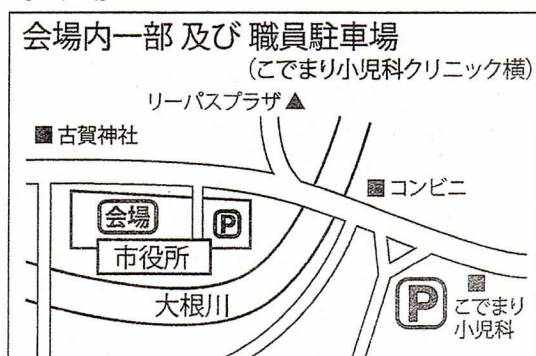 会場内一部 及び 職員駐車場
(こでまり小児科クリニック横)
リーパスプラザ▲
■古賀神社
■コンビニ
会場
P
市役所
大根川
P
■
こでまり
小児科